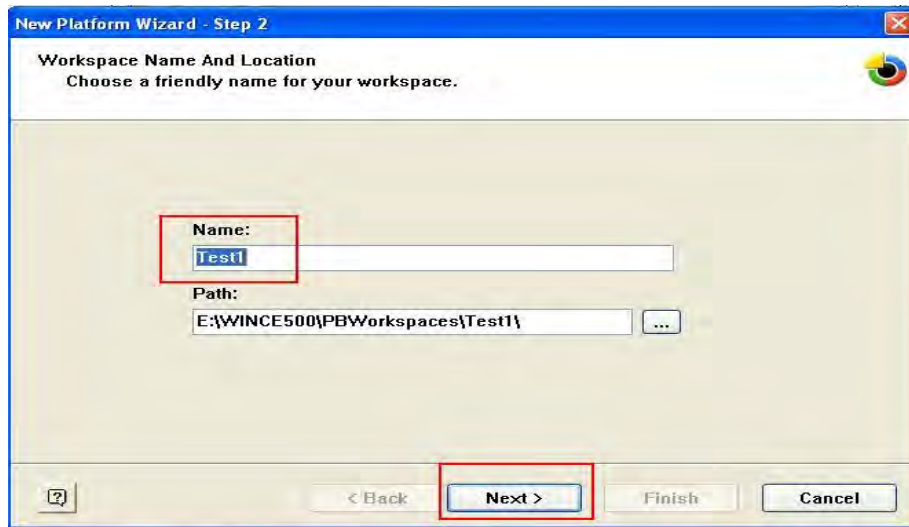 New Platform Wizard - Step 2
Workspace Name And Location
Choose a friendly name for your workspace.
Name:
Test1
Path:
E:\WINCE500\PBWorkspaces\Test1\
...
?
< Back
Next >
Finish
Cancel